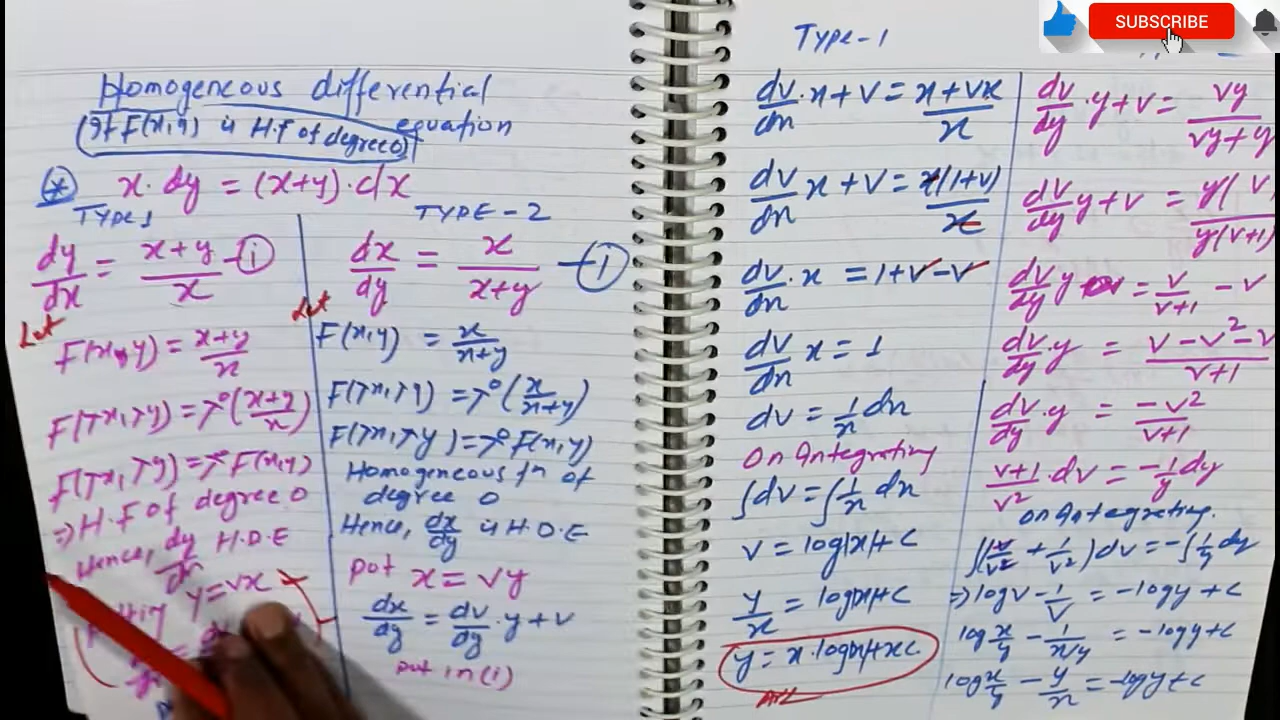 Homogeneous differential
equation
(If F(x,y) is H.F of degree 0)
* x. dy = (x+y).dx
TYPE 1
dy/dx = (x+y)/x —①
Let
F(x,y) = (x+y)/x
F(λx,λy) = λ⁰((x+y)/x)
F(λx,λy) = λ⁰F(x,y)
⇒ H.F of degree 0
Hence, dy/dx H.D.E
y=vx
TYPE-2
dx/dy = x/(x+y) —①
Let
F(x,y) = x/(x+y)
F(λx,λy) = λ⁰(x/(x+y))
F(λx,λy) = λ⁰F(x,y)
Homogeneous fn of
degree 0
Hence, dx/dy is H.D.E
put x = vy
dx/dy = dv/dy . y + v
put in (1)
Type-1
dv/dx . x + v = (x+vx)/x
dv/dx x + v = x(1+v)/x
dv/dx . x = 1+v-v
dv/dx x = 1
dv = 1/x dx
On Integrating
∫dv = ∫1/x dx
v = log|x|+c
y/x = log|x|+c
y = x.log|x|+xc.
Ans
dv/dy . y + v = vy/(vy+y)
dv/dy y + v = y(v)/y(v+1)
dv/dy y = v/(v+1) - v
dv/dy . y = (v-v²-v)/(v+1)
dv/dy . y = -v²/(v+1)
(v+1)/v² . dv = -1/y dy
on Integrating.
∫(v/v² + 1/v²) dv = -∫1/y dy
⇒ log v - 1/v = -log y + c
log x/y - 1/(x/y) = -log y + c
log x/y - y/x = -log y + c
SUBSCRIBE